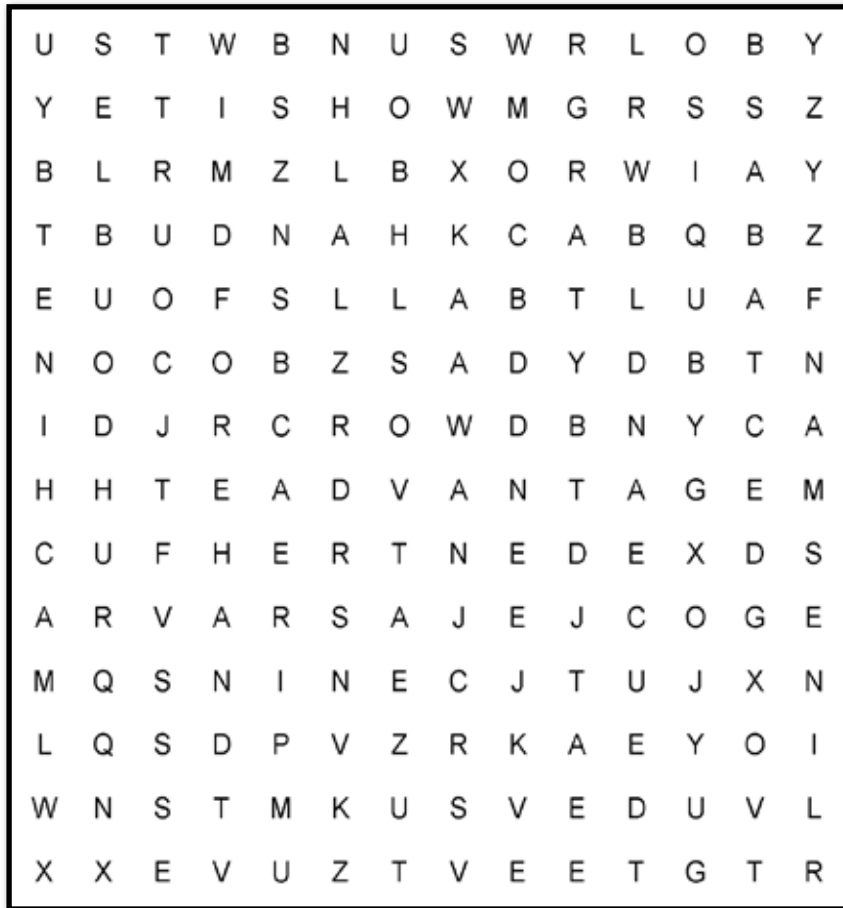 U S T W B N U S W R L O B Y
Y E T I S H O W M G R S S Z
B L R M Z L B X O R W I A Y
T B U D N A H K C A B Q B Z
E U O F S L L A B T L U A F
N O C O B Z S A D Y D B T N
I D J R C R O W D B N Y C A
H H T E A D V A N T A G E M
C U F H E R T N E D E X D S
A R V A R S A J E J C O G E
M Q S N I N E C J T U J X N
L Q S D P V Z R K A E Y O I
W N S T M K U S V E D U V L
X X E V U Z T V E E T G T R